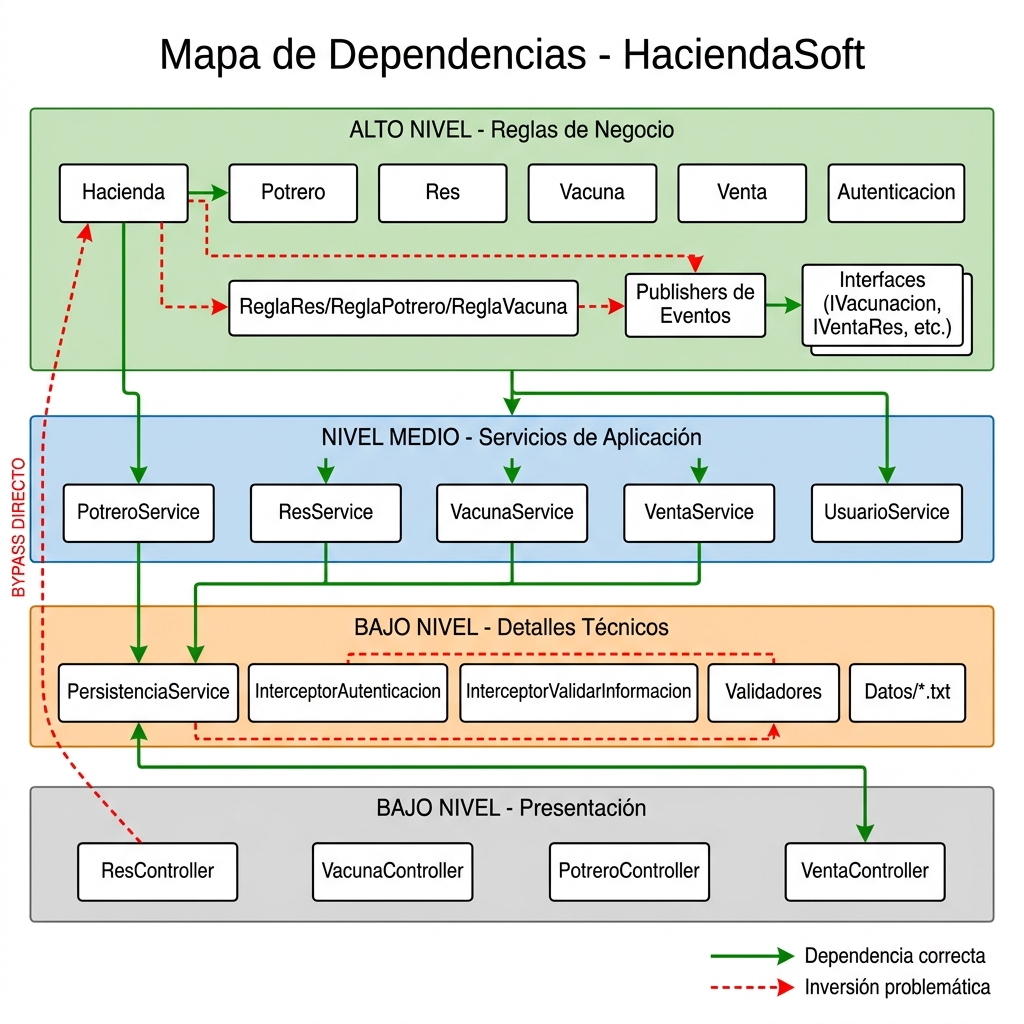 Mapa de Dependencias - HaciendaSoft
ALTO NIVEL - Reglas de Negocio
Hacienda
Potrero
Res
Vacuna
Venta
Autenticacion
ReglaRes/ReglaPotrero/ReglaVacuna
Publishers de
Eventos
Interfaces
(IVacunacion,
IVentaRes, etc.)
BYPASS DIRECTO
NIVEL MEDIO - Servicios de Aplicación
PotreroService
ResService
VacunaService
VentaService
UsuarioService
BAJO NIVEL - Detalles Técnicos
PersistenciaService
InterceptorAutenticacion
InterceptorValidarInformacion
Validadores
Datos/*.txt
BAJO NIVEL - Presentación
ResController
VacunaController
PotreroController
VentaController
Dependencia correcta
Inversión problemática